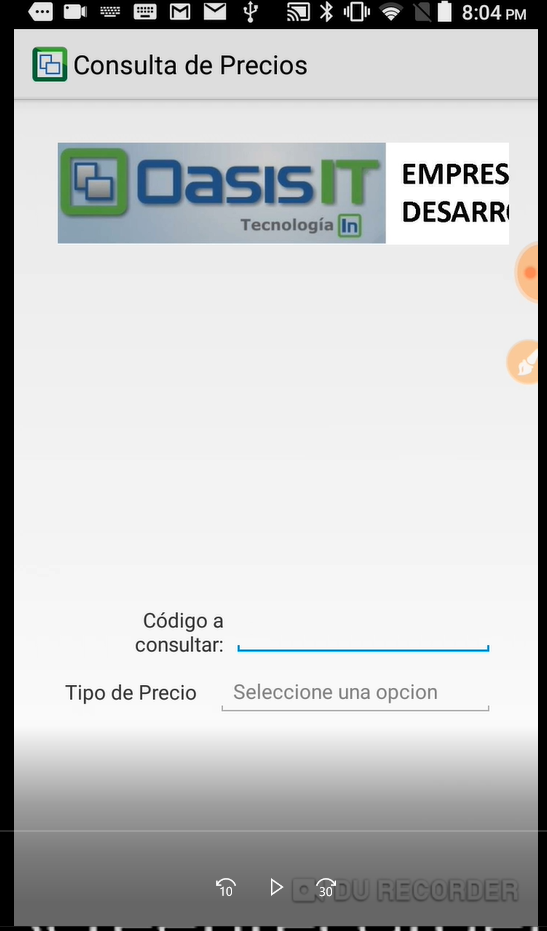 8:04 PM
Consulta de Precios
OasisIT
Tecnología In
EMPRES
DESARR
Código a
consultar:
Tipo de Precio Seleccione una opcion
10 30 DU RECORDER